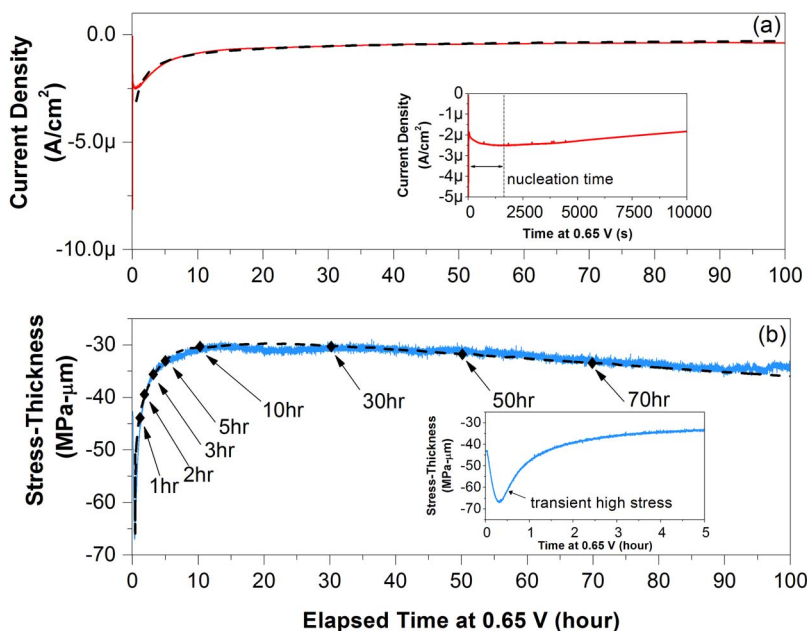 (a)
Current Density
(A/cm²)
0.0
-5.0µ
-10.0µ
0 10 20 30 40 50 60 70 80 90 100
Current Density
(A/cm²)
0
-1µ
-2µ
-3µ
-4µ
-5µ
nucleation time
0 2500 5000 7500 10000
Time at 0.65 V (s)
(b)
Stress-Thickness
(MPa-µm)
-30
-40
-50
-60
-70
1hr
2hr
3hr
5hr
10hr
30hr
50hr
70hr
Stress-Thickness
(MPa-µm)
-30
-40
-50
-60
-70
transient high stress
0 1 2 3 4 5
Time at 0.65 V (hour)
0 10 20 30 40 50 60 70 80 90 100
Elapsed Time at 0.65 V (hour)